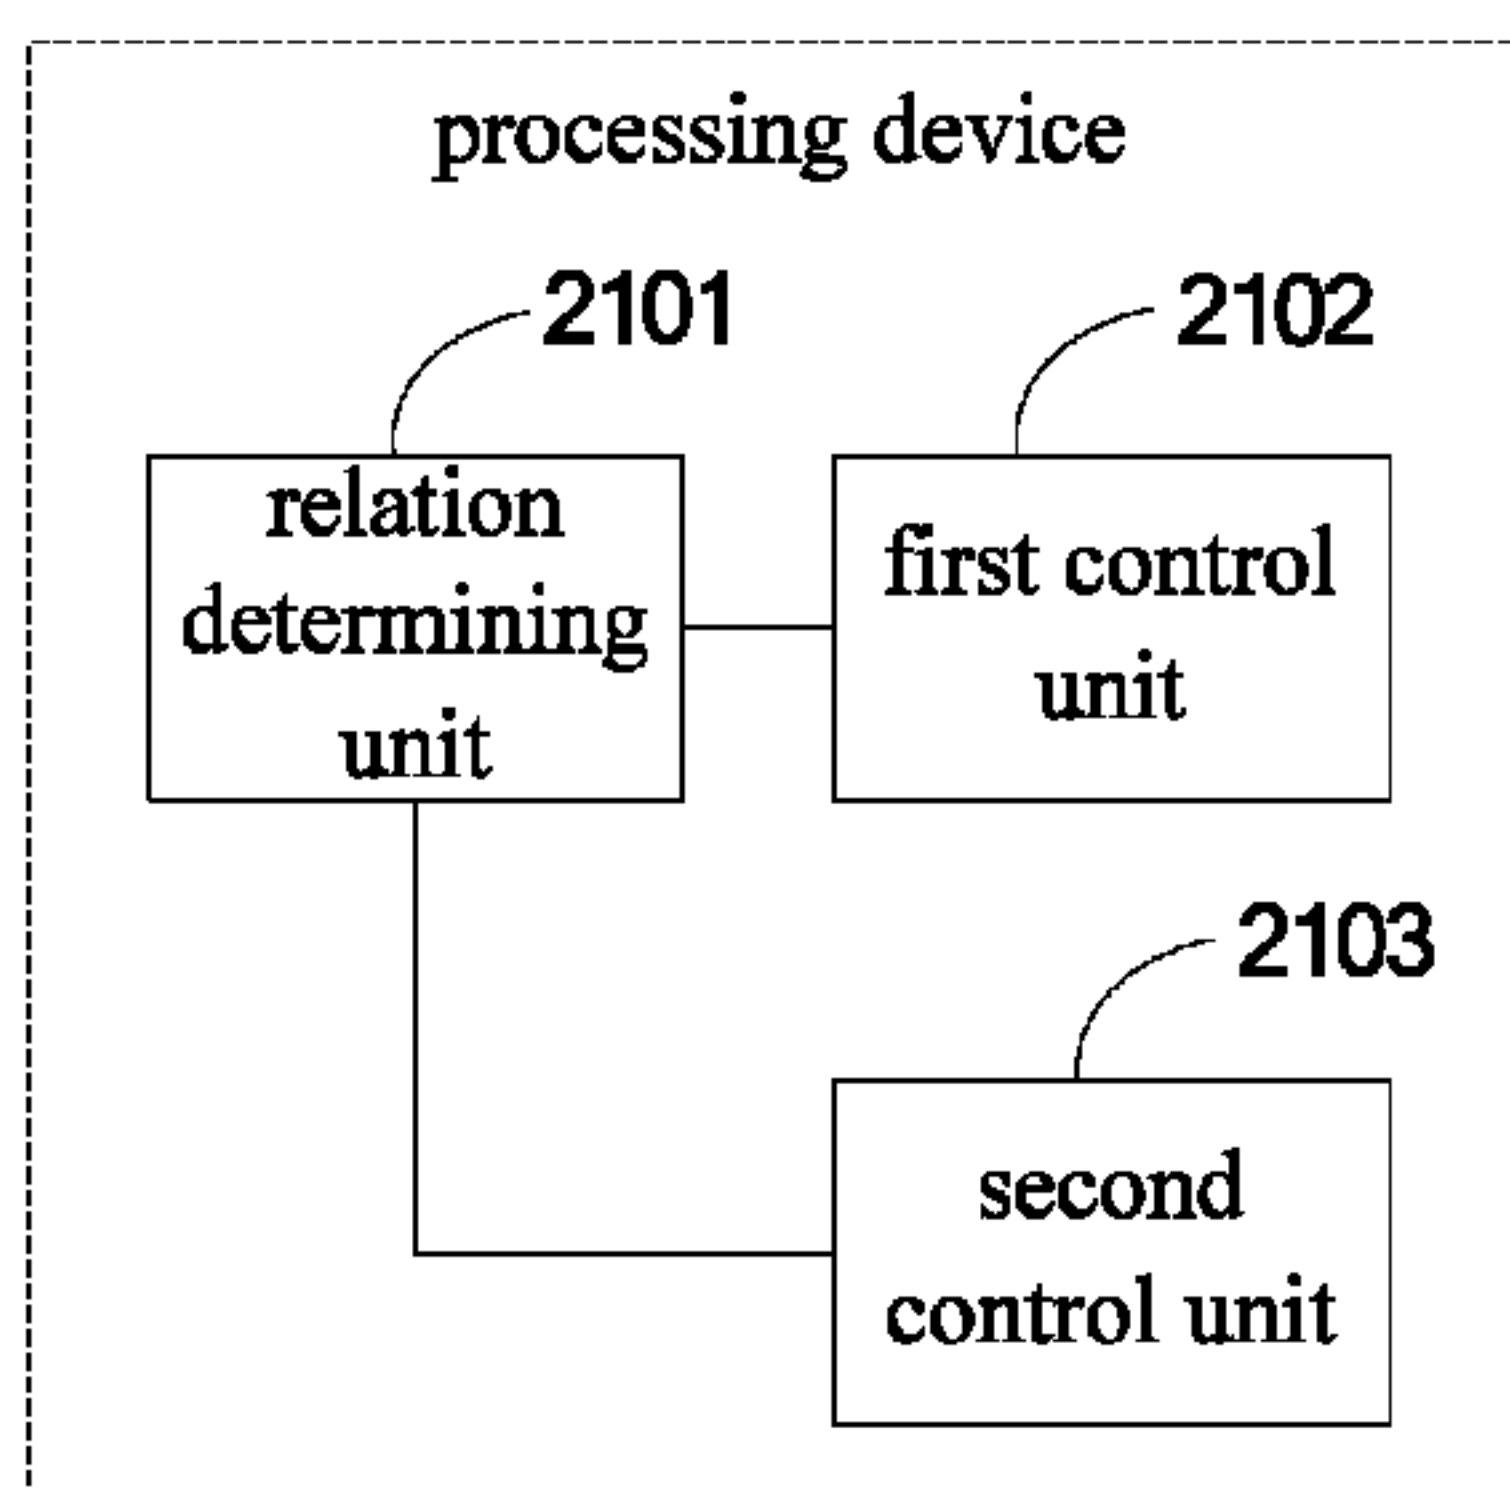 processing device
2101
2102
relation
determining
unit
first control
unit
2103
second
control unit